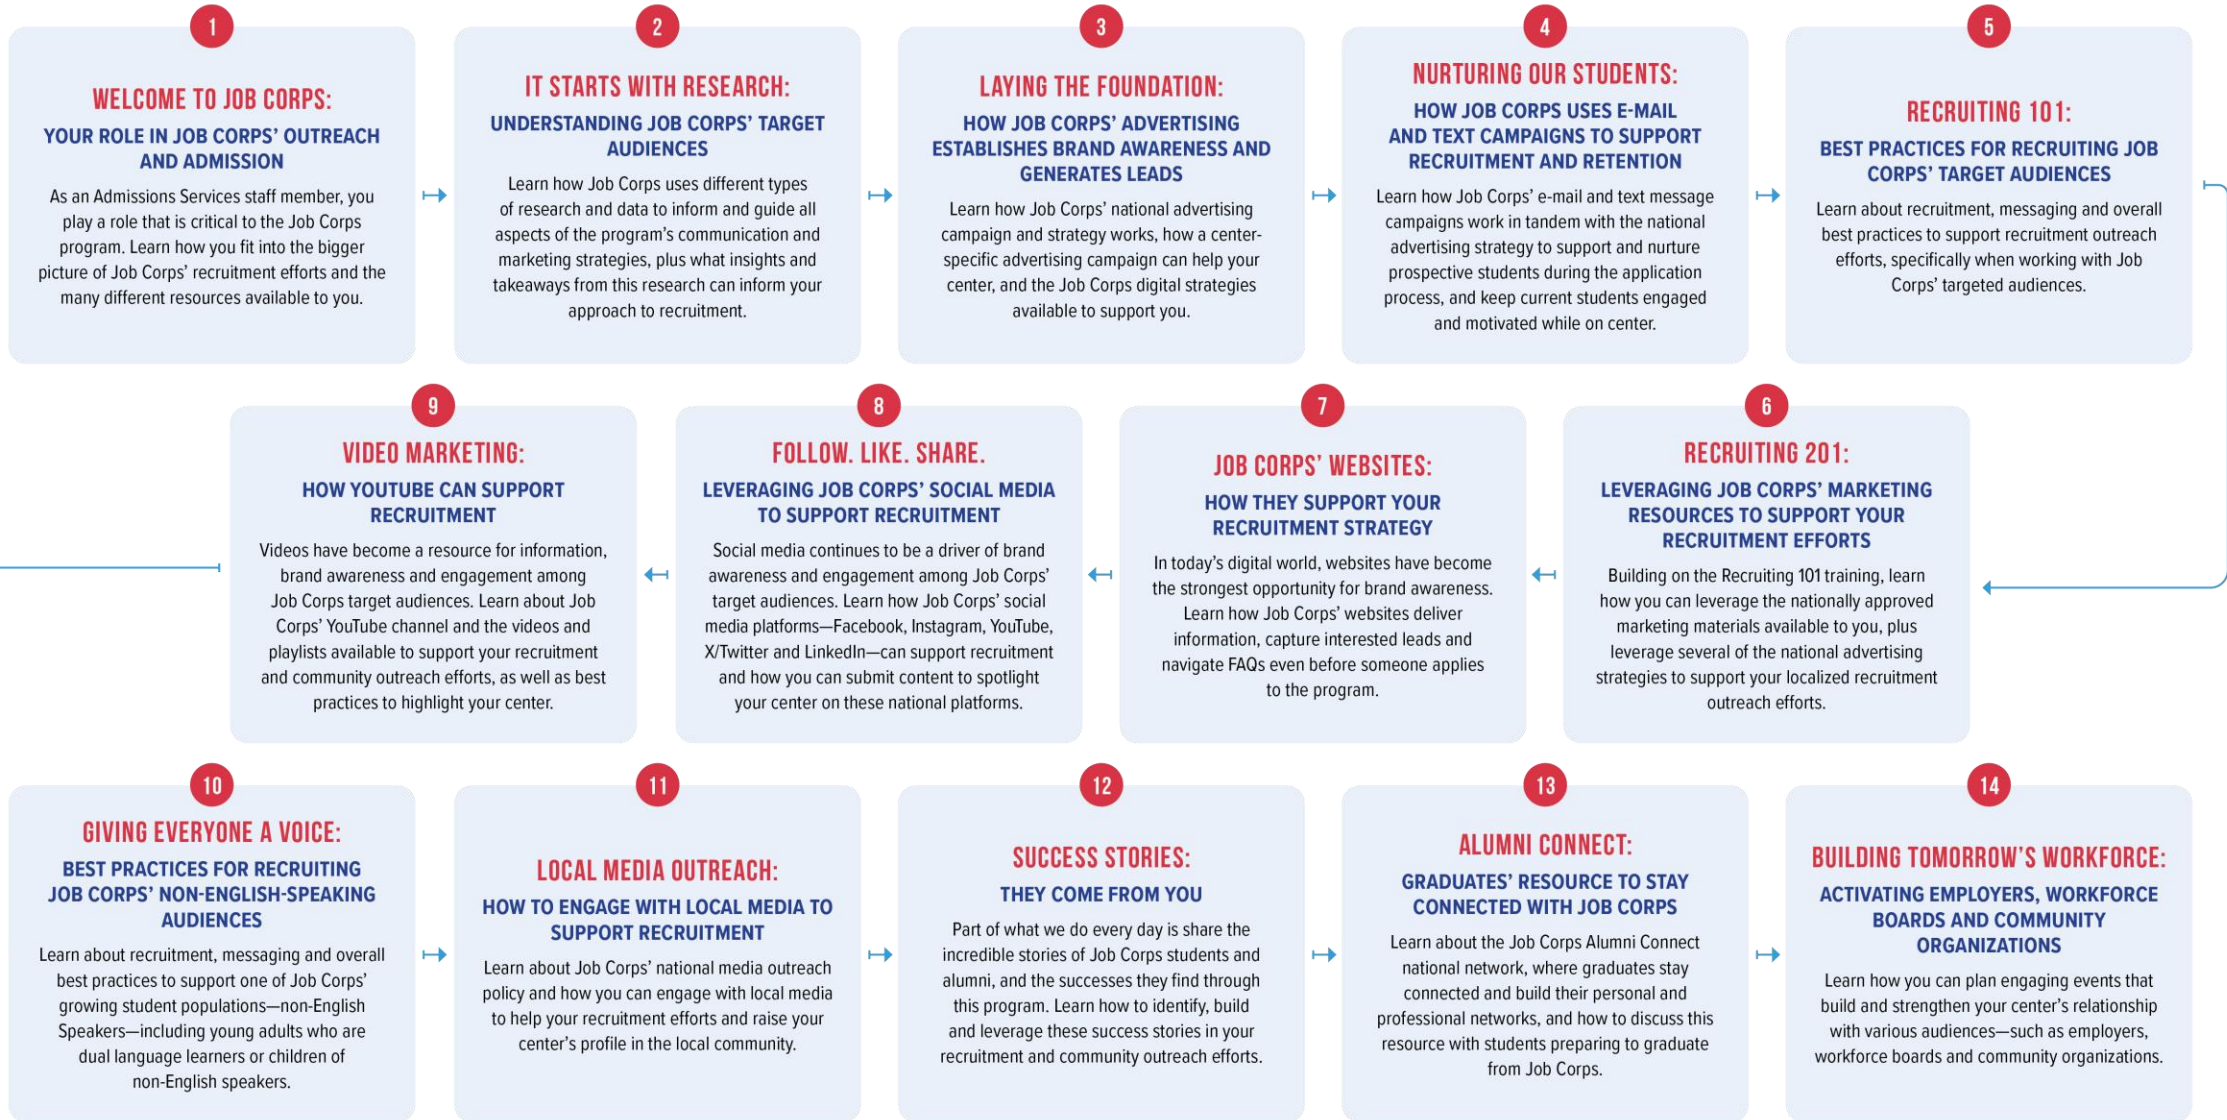 1
WELCOME TO JOB CORPS:
YOUR ROLE IN JOB CORPS’ OUTREACH
AND ADMISSION
As an Admissions Services staff member, you
play a role that is critical to the Job Corps
program. Learn how you fit into the bigger
picture of Job Corps’ recruitment efforts and the
many different resources available to you.
2
IT STARTS WITH RESEARCH:
UNDERSTANDING JOB CORPS’ TARGET
AUDIENCES
Learn how Job Corps uses different types
of research and data to inform and guide all
aspects of the program’s communication and
marketing strategies, plus what insights and
takeaways from this research can inform your
approach to recruitment.
3
LAYING THE FOUNDATION:
HOW JOB CORPS’ ADVERTISING
ESTABLISHES BRAND AWARENESS AND
GENERATES LEADS
Learn how Job Corps’ national advertising
campaign and strategy works, how a center-
specific advertising campaign can help your
center, and the Job Corps digital strategies
available to support you.
4
NURTURING OUR STUDENTS:
HOW JOB CORPS USES E-MAIL
AND TEXT CAMPAIGNS TO SUPPORT
RECRUITMENT AND RETENTION
Learn how Job Corps’ e-mail and text message
campaigns work in tandem with the national
advertising strategy to support and nurture
prospective students during the application
process, and keep current students engaged
and motivated while on center.
5
RECRUITING 101:
BEST PRACTICES FOR RECRUITING JOB
CORPS’ TARGET AUDIENCES
Learn about recruitment, messaging and overall
best practices to support recruitment outreach
efforts, specifically when working with Job
Corps’ targeted audiences.
6
RECRUITING 201:
LEVERAGING JOB CORPS’ MARKETING
RESOURCES TO SUPPORT YOUR
RECRUITMENT EFFORTS
Building on the Recruiting 101 training, learn
how you can leverage the nationally approved
marketing materials available to you, plus
leverage several of the national advertising
strategies to support your localized recruitment
outreach efforts.
7
JOB CORPS’ WEBSITES:
HOW THEY SUPPORT YOUR
RECRUITMENT STRATEGY
In today’s digital world, websites have become
the strongest opportunity for brand awareness.
Learn how Job Corps’ websites deliver
information, capture interested leads and
navigate FAQs even before someone applies
to the program.
8
FOLLOW. LIKE. SHARE.
LEVERAGING JOB CORPS’ SOCIAL MEDIA
TO SUPPORT RECRUITMENT
Social media continues to be a driver of brand
awareness and engagement among Job Corps’
target audiences. Learn how Job Corps’ social
media platforms—Facebook, Instagram, YouTube,
X/Twitter and LinkedIn—can support recruitment
and how you can submit content to spotlight
your center on these national platforms.
9
VIDEO MARKETING:
HOW YOUTUBE CAN SUPPORT
RECRUITMENT
Videos have become a resource for information,
brand awareness and engagement among
Job Corps target audiences. Learn about Job
Corps’ YouTube channel and the videos and
playlists available to support your recruitment
and community outreach efforts, as well as best
practices to highlight your center.
10
GIVING EVERYONE A VOICE:
BEST PRACTICES FOR RECRUITING
JOB CORPS’ NON-ENGLISH-SPEAKING
AUDIENCES
Learn about recruitment, messaging and overall
best practices to support one of Job Corps’
growing student populations—non-English
Speakers—including young adults who are
dual language learners or children of
non-English speakers.
11
LOCAL MEDIA OUTREACH:
HOW TO ENGAGE WITH LOCAL MEDIA TO
SUPPORT RECRUITMENT
Learn about Job Corps’ national media outreach
policy and how you can engage with local media
to help your recruitment efforts and raise your
center’s profile in the local community.
12
SUCCESS STORIES:
THEY COME FROM YOU
Part of what we do every day is share the
incredible stories of Job Corps students and
alumni, and the successes they find through
this program. Learn how to identify, build
and leverage these success stories in your
recruitment and community outreach efforts.
13
ALUMNI CONNECT:
GRADUATES’ RESOURCE TO STAY
CONNECTED WITH JOB CORPS
Learn about the Job Corps Alumni Connect
national network, where graduates stay
connected and build their personal and
professional networks, and how to discuss this
resource with students preparing to graduate
from Job Corps.
14
BUILDING TOMORROW’S WORKFORCE:
ACTIVATING EMPLOYERS, WORKFORCE
BOARDS AND COMMUNITY
ORGANIZATIONS
Learn how you can plan engaging events that
build and strengthen your center’s relationship
with various audiences—such as employers,
workforce boards and community organizations.